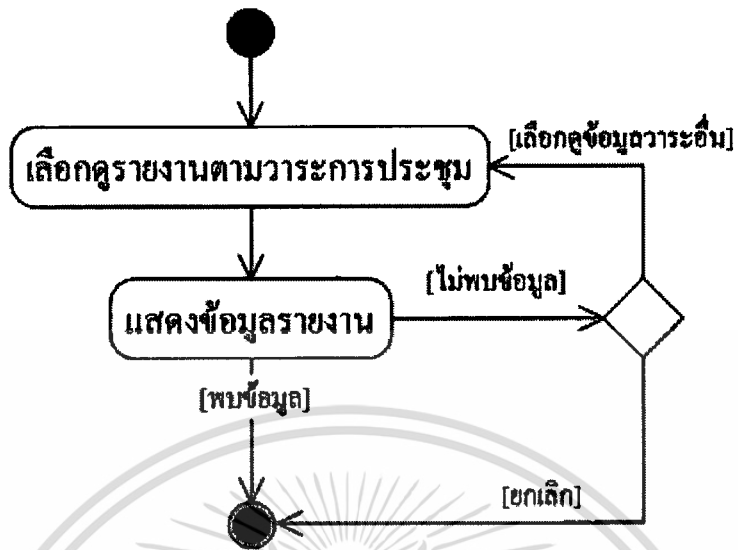 [เลือกดูข้อมูลวาระอื่น]
เลือกดูรายงานตามวาระการประชุม
[ไม่พบข้อมูล]
แสดงข้อมูลรายงาน
[พบข้อมูล]
[ยกเลิก]